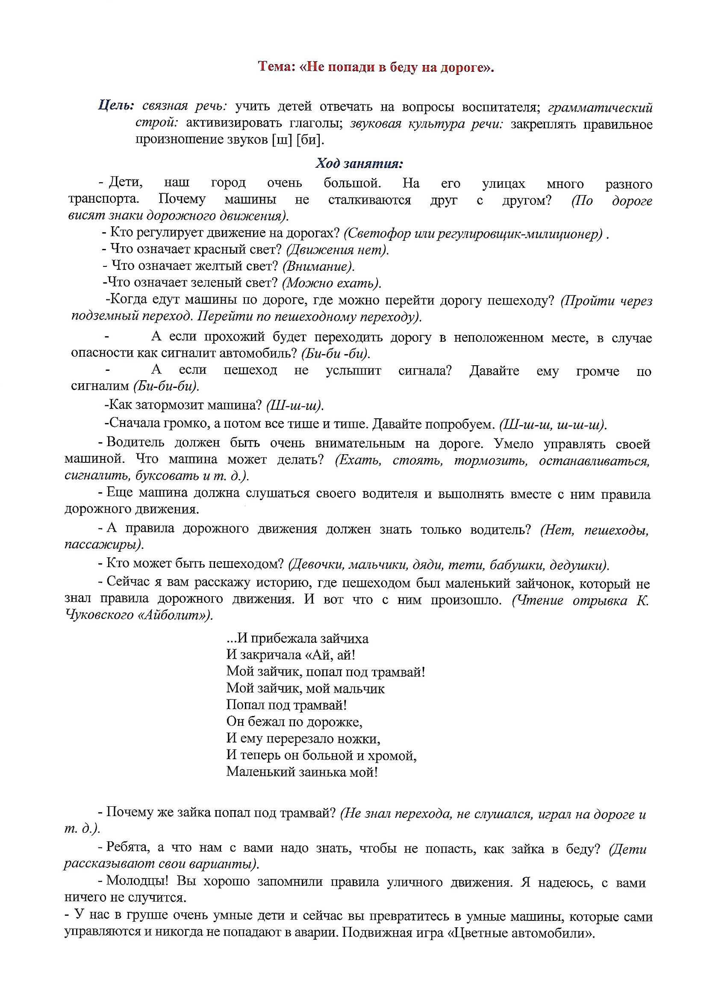 Тема: «Не попади в беду на дороге».
Цель: связная речь: учить детей отвечать на вопросы воспитателя; грамматический
строй: активизировать глаголы; звуковая культура речи: закреплять правильное
произношение звуков [ш] [би].
Ход занятия:
- Дети, наш город очень большой. На его улицах много разного
транспорта. Почему машины не сталкиваются друг с другом? (По дороге
висят знаки дорожного движения).
- Кто регулирует движение на дорогах? (Светофор или регулировщик-милиционер) .
- Что означает красный свет? (Движения нет).
- Что означает желтый свет? (Внимание).
-Что означает зеленый свет? (Можно ехать).
-Когда едут машины по дороге, где можно перейти дорогу пешеходу? (Пройти через
подземный переход. Перейти по пешеходному переходу).
- А если прохожий будет переходить дорогу в неположенном месте, в случае
опасности как сигналит автомобиль? (Би-би -би).
- А если пешеход не услышит сигнала? Давайте ему громче по
сигналим (Би-би-би).
-Как затормозит машина? (Ш-ш-ш).
-Сначала громко, а потом все тише и тише. Давайте попробуем. (Ш-ш-ш, ш-ш-ш).
- Водитель должен быть очень внимательным на дороге. Умело управлять своей
машиной. Что машина может делать? (Ехать, стоять, тормозить, останавливаться,
сигналить, буксовать и т. д.).
- Еще машина должна слушаться своего водителя и выполнять вместе с ним правила
дорожного движения.
- А правила дорожного движения должен знать только водитель? (Нет, пешеходы,
пассажиры).
- Кто может быть пешеходом? (Девочки, мальчики, дяди, тети, бабушки, дедушки).
- Сейчас я вам расскажу историю, где пешеходом был маленький зайчонок, который не
знал правила дорожного движения. И вот что с ним произошло. (Чтение отрывка К.
Чуковского «Айболит»).
...И прибежала зайчиха
И закричала «Ай, ай!
Мой зайчик, попал под трамвай!
Мой зайчик, мой мальчик
Попал под трамвай!
Он бежал по дорожке,
И ему перерезало ножки,
И теперь он больной и хромой,
Маленький заинька мой!
- Почему же зайка попал под трамвай? (Не знал перехода, не слушался, играл на дороге и
т. д.).
- Ребята, а что нам с вами надо знать, чтобы не попасть, как зайка в беду? (Дети
рассказывают свои варианты).
- Молодцы! Вы хорошо запомнили правила уличного движения. Я надеюсь, с вами
ничего не случится.
- У нас в группе очень умные дети и сейчас вы превратитесь в умные машины, которые сами
управляются и никогда не попадают в аварии. Подвижная игра «Цветные автомобили».